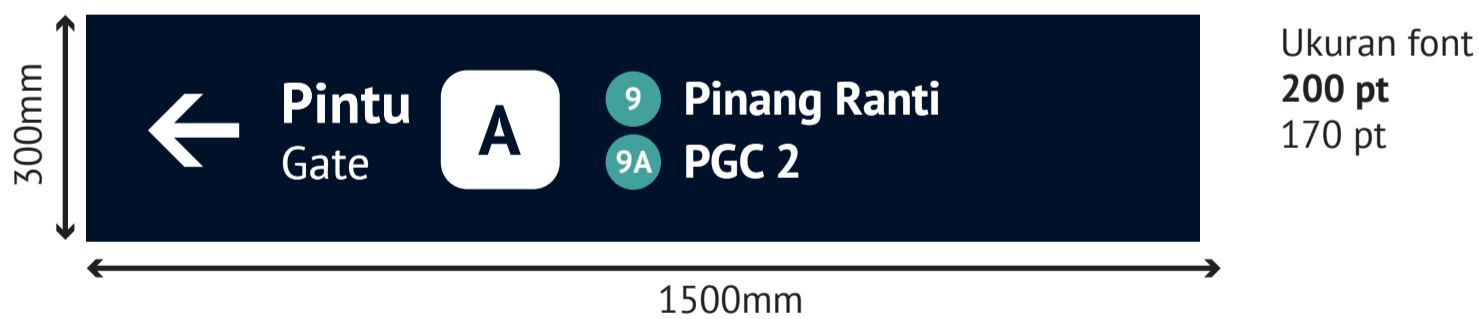 300mm
Pintu
Gate
A
9 Pinang Ranti
9A PGC 2
1500mm
Ukuran font
200 pt
170 pt